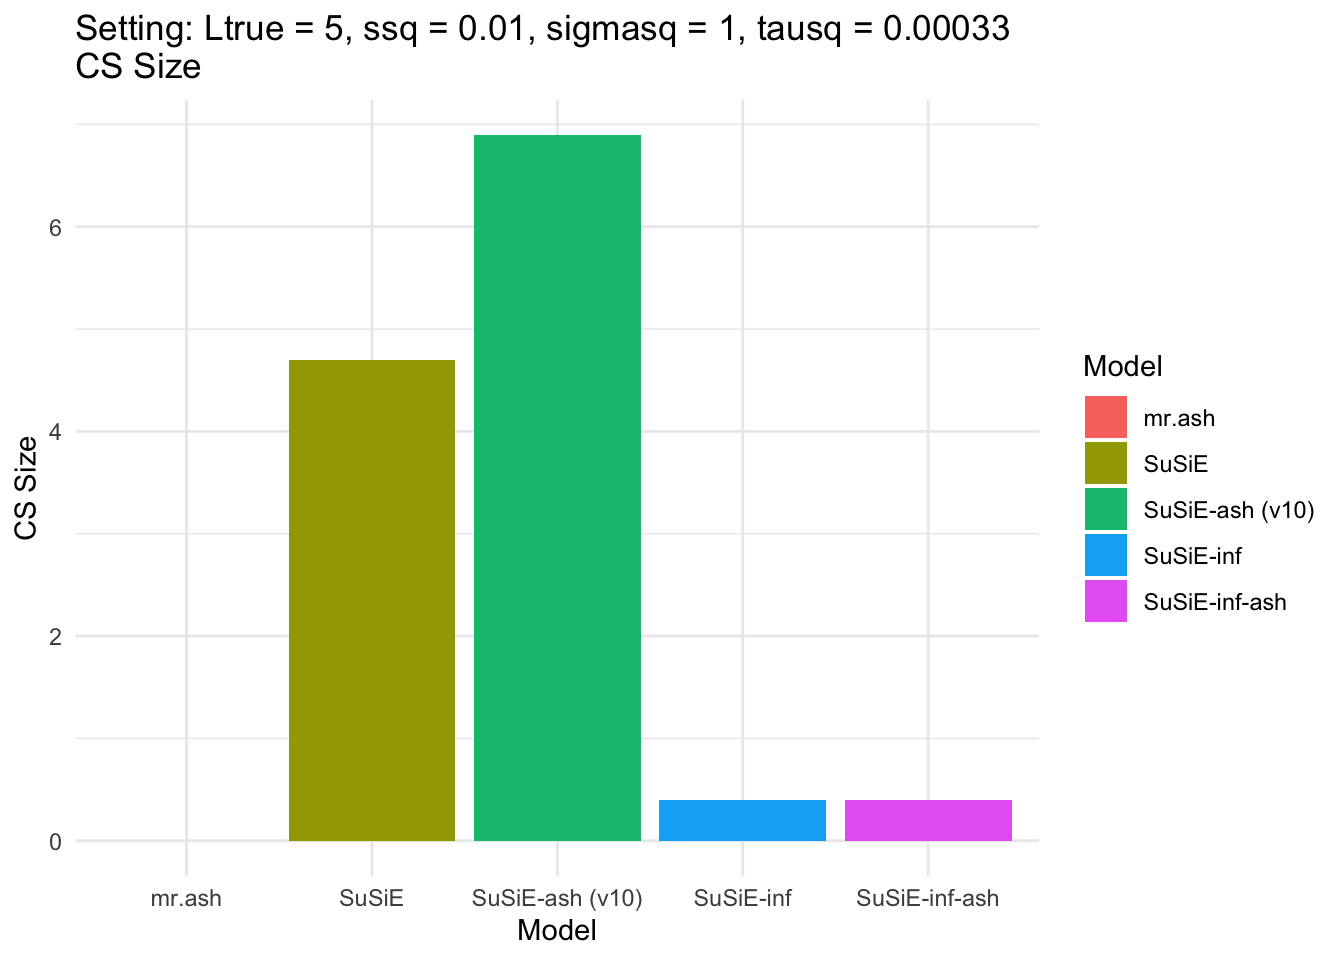 Setting: Ltrue = 5, ssq = 0.01, sigmasq = 1, tausq = 0.00033
CS Size
6
4
2
0
CS Size
mr.ash
SuSiE
SuSiE-ash (v10)
SuSiE-inf
SuSiE-inf-ash
Model
Model
mr.ash
SuSiE
SuSiE-ash (v10)
SuSiE-inf
SuSiE-inf-ash